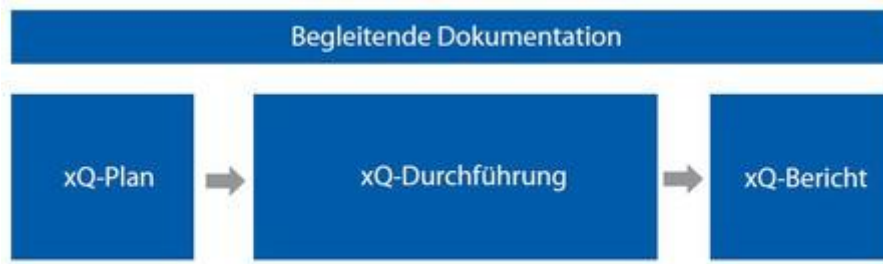 Begleitende Dokumentation
xQ-Plan
xQ-Durchführung
xQ-Bericht